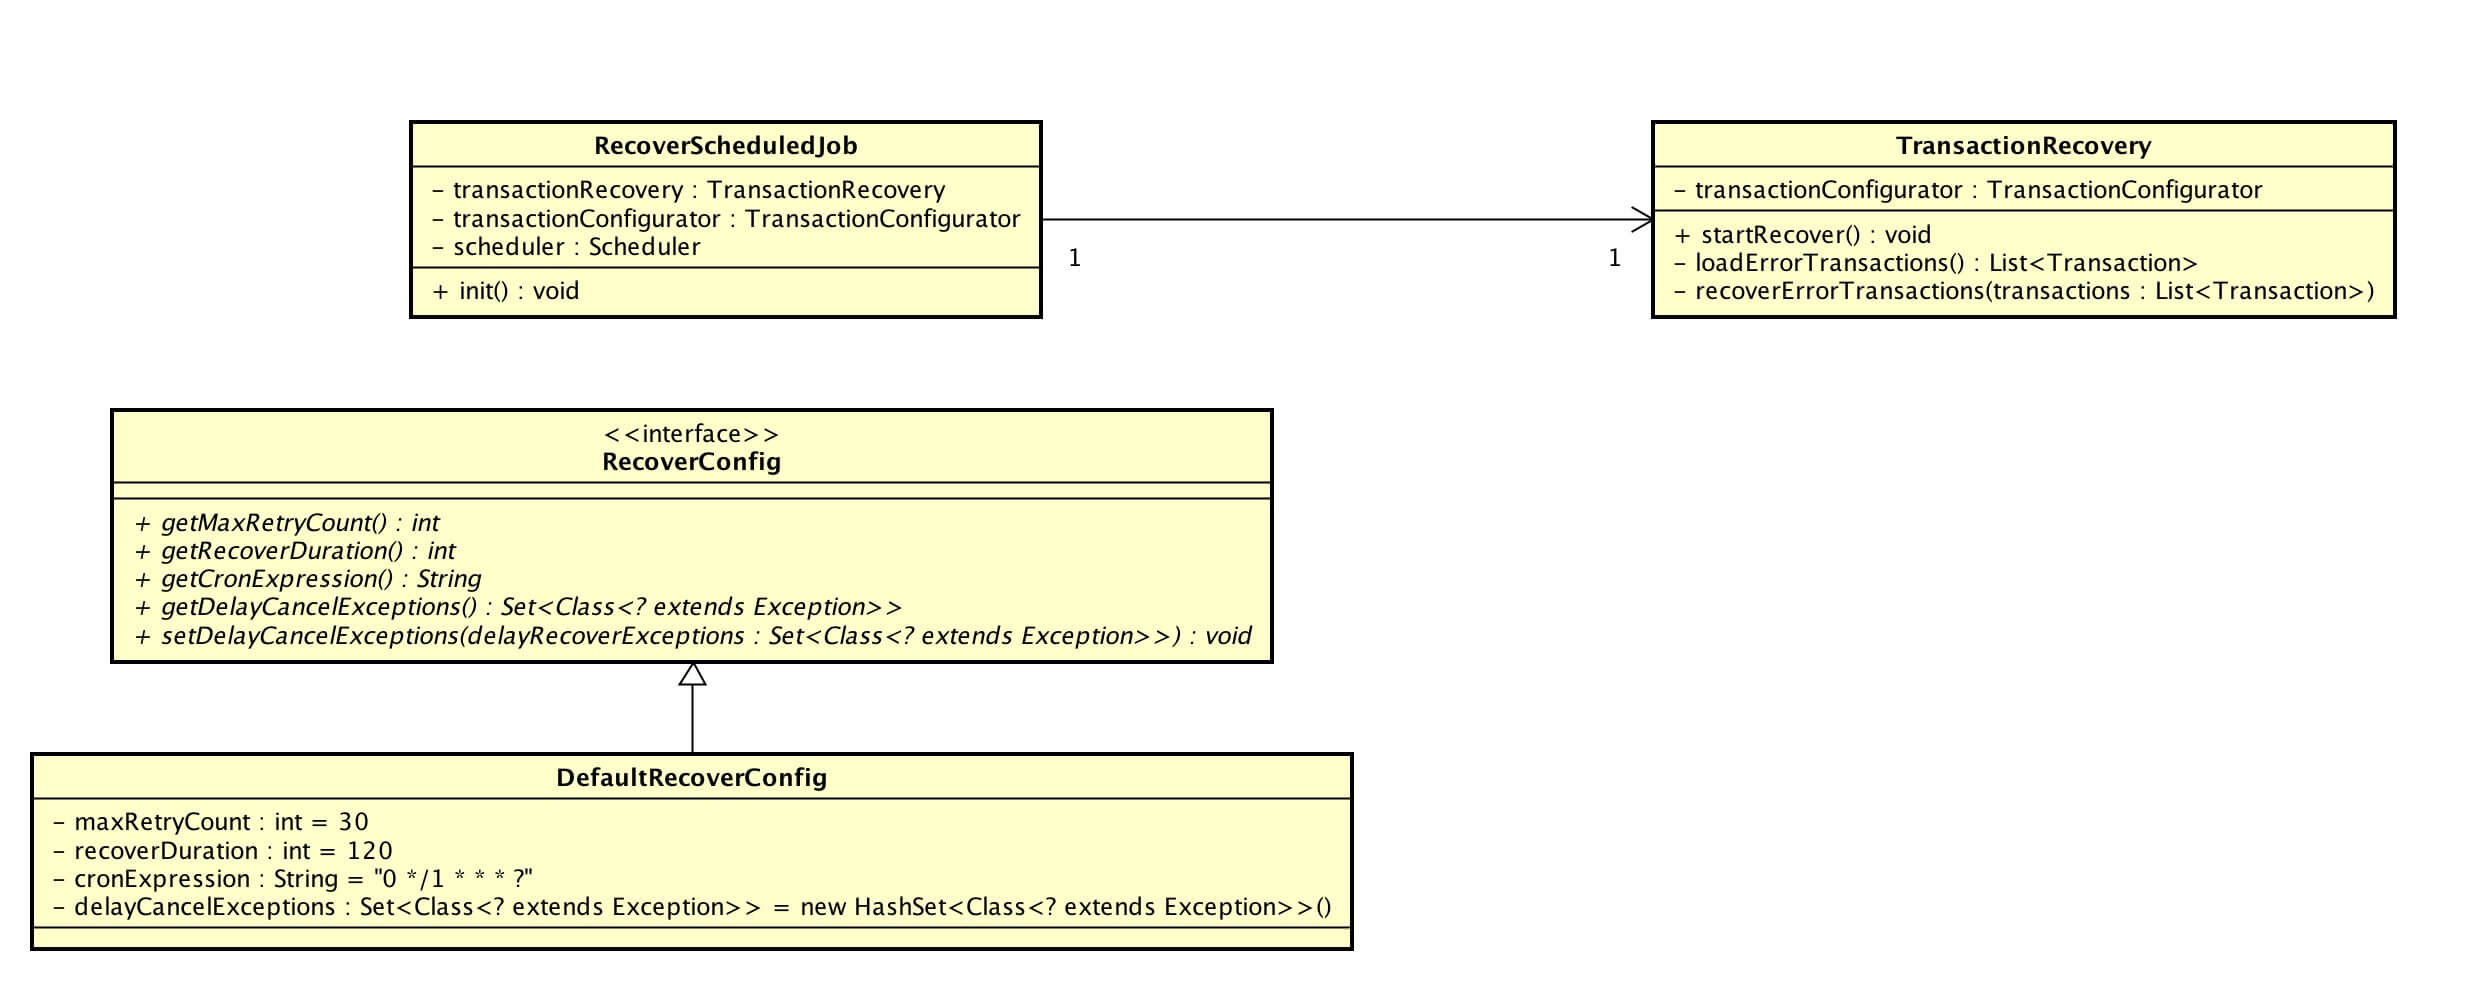 RecoverScheduledJob
– transactionRecovery : TransactionRecovery
– transactionConfigurator : TransactionConfigurator
– scheduler : Scheduler
+ init() : void
1
1
TransactionRecovery
– transactionConfigurator : TransactionConfigurator
+ startRecover() : void
– loadErrorTransactions() : List<Transaction>
– recoverErrorTransactions(transactions : List<Transaction>)
<<interface>>
RecoverConfig
+ getMaxRetryCount() : int
+ getRecoverDuration() : int
+ getCronExpression() : String
+ getDelayCancelExceptions() : Set<Class<? extends Exception>>
+ setDelayCancelExceptions(delayRecoverExceptions : Set<Class<? extends Exception>>) : void
DefaultRecoverConfig
– maxRetryCount : int = 30
– recoverDuration : int = 120
– cronExpression : String = "0 */1 * * * ?"
– delayCancelExceptions : Set<Class<? extends Exception>> = new HashSet<Class<? extends Exception>>()